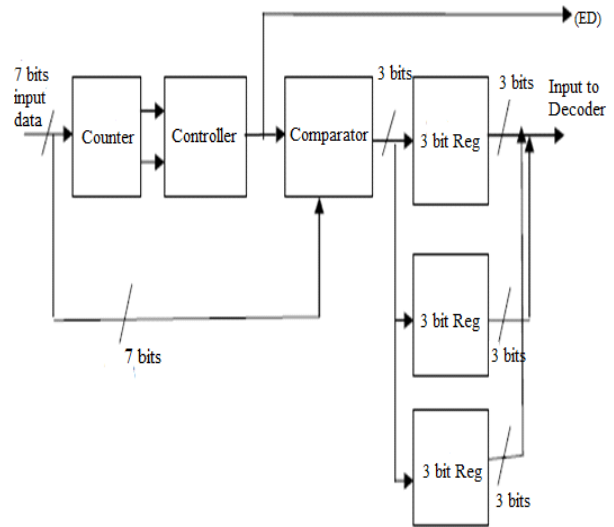 (ED)
7 bits
input
data
3 bits
3 bits
Input to
Decoder
Counter
Controller
Comparator
3 bit Reg
7 bits
3 bit Reg
3 bits
3 bit Reg
3 bits